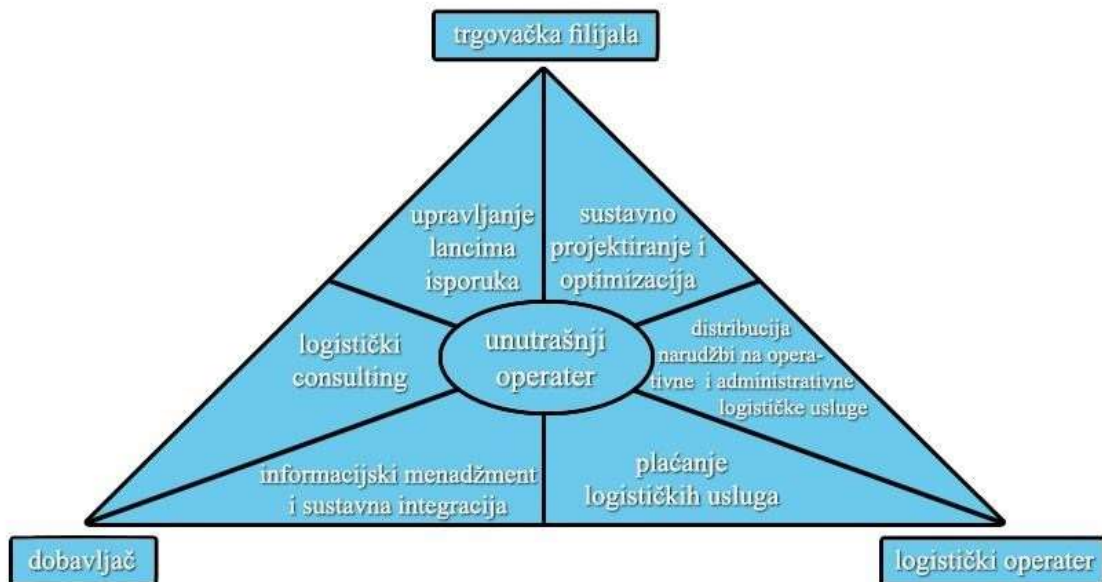 trgovačka filijala
upravljanje
lancima
isporuka
sustavno
projektiranje i
optimizacija
logistički
consulting
unutrašnji
operater
distribucija
narudžbi na opera-
tivne i administrativne
logističke usluge
informacijski menadžment
i sustavna integracija
plaćanje
logističkih usluga
dobavljač
logistički operater